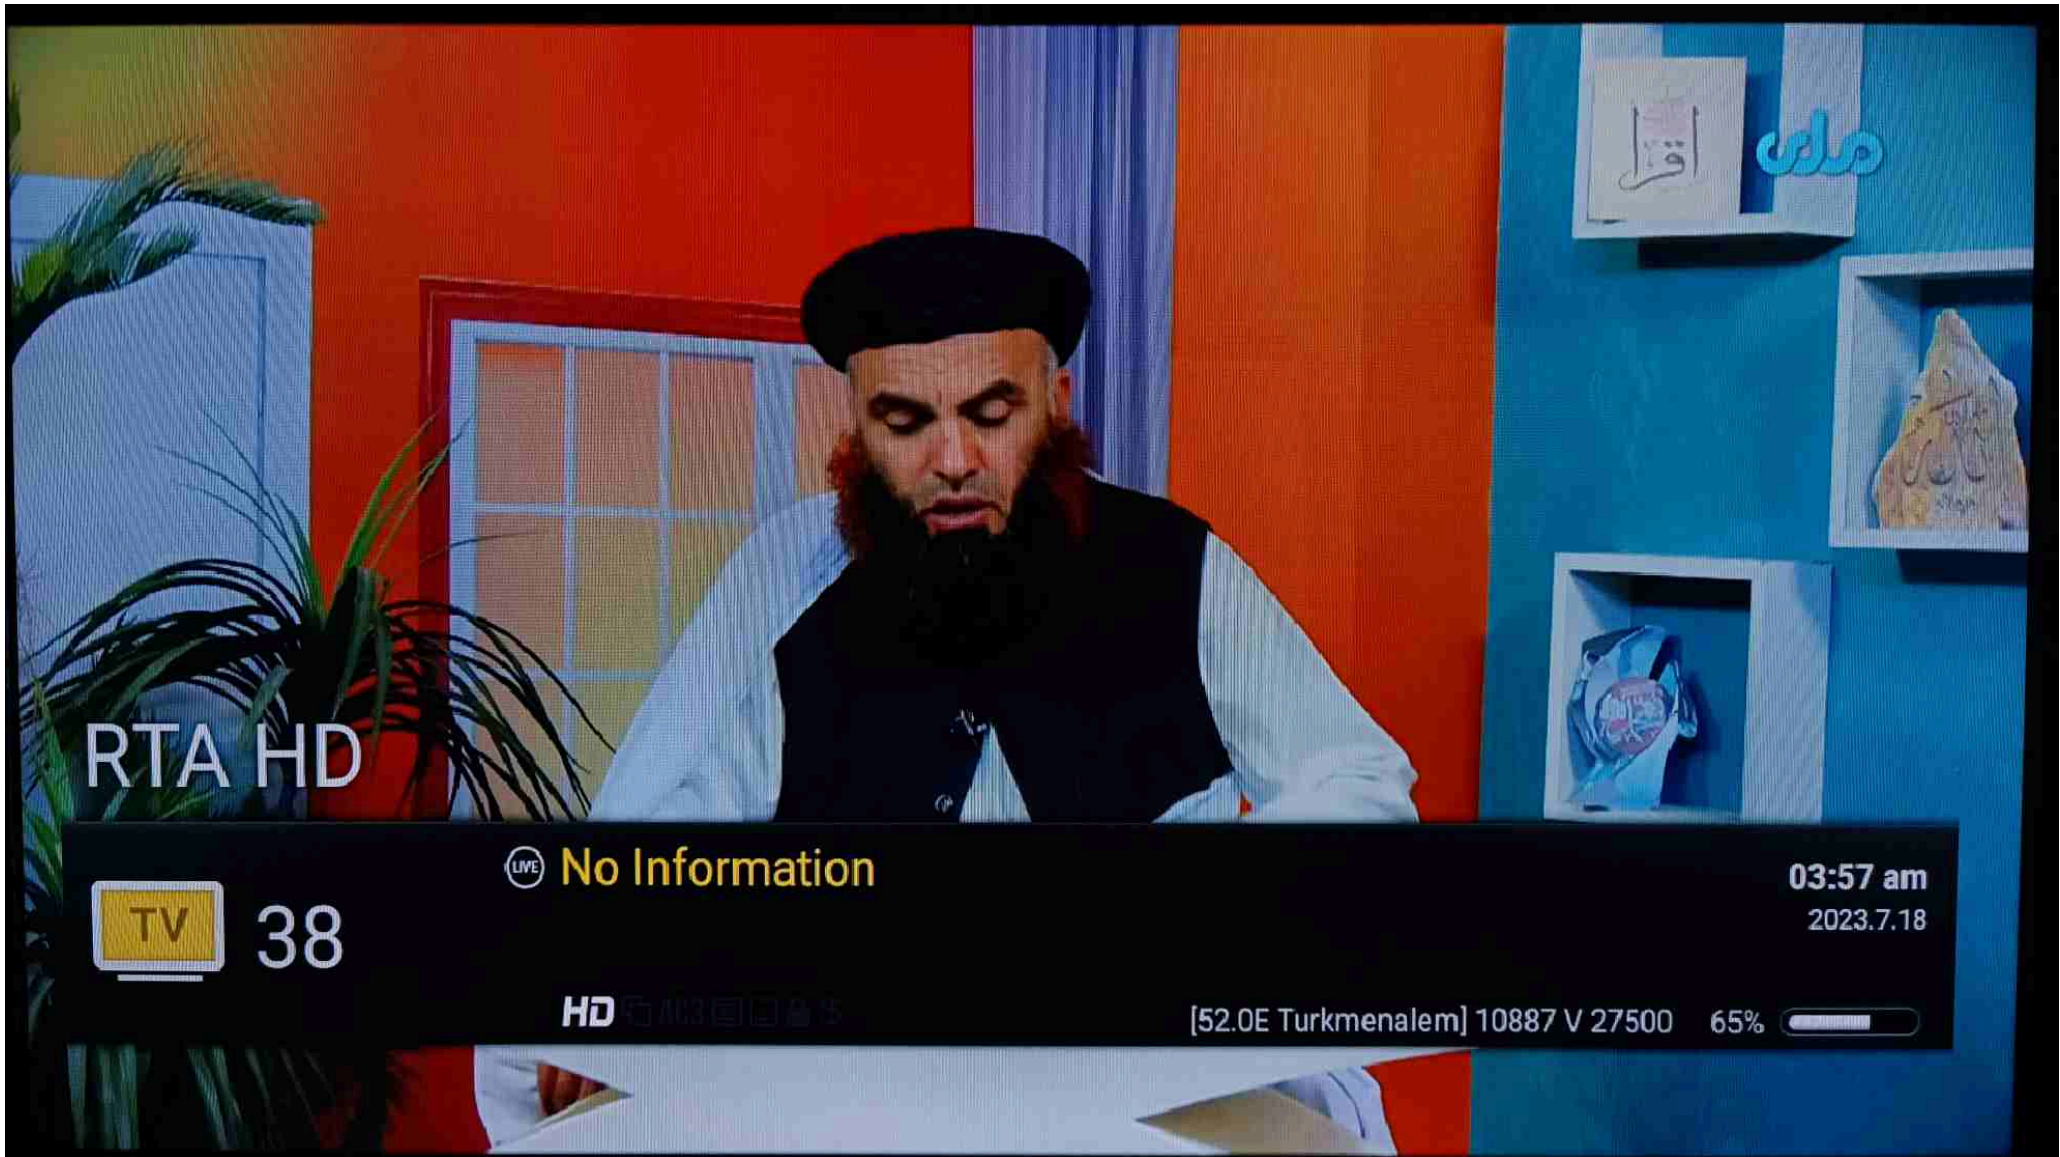 اقرأ
ملی
RTA HD
LIVE No Information
03:57 am
TV 38
2023.7.18
HD
[52.0E Turkmenalem] 10887 V 27500 65%